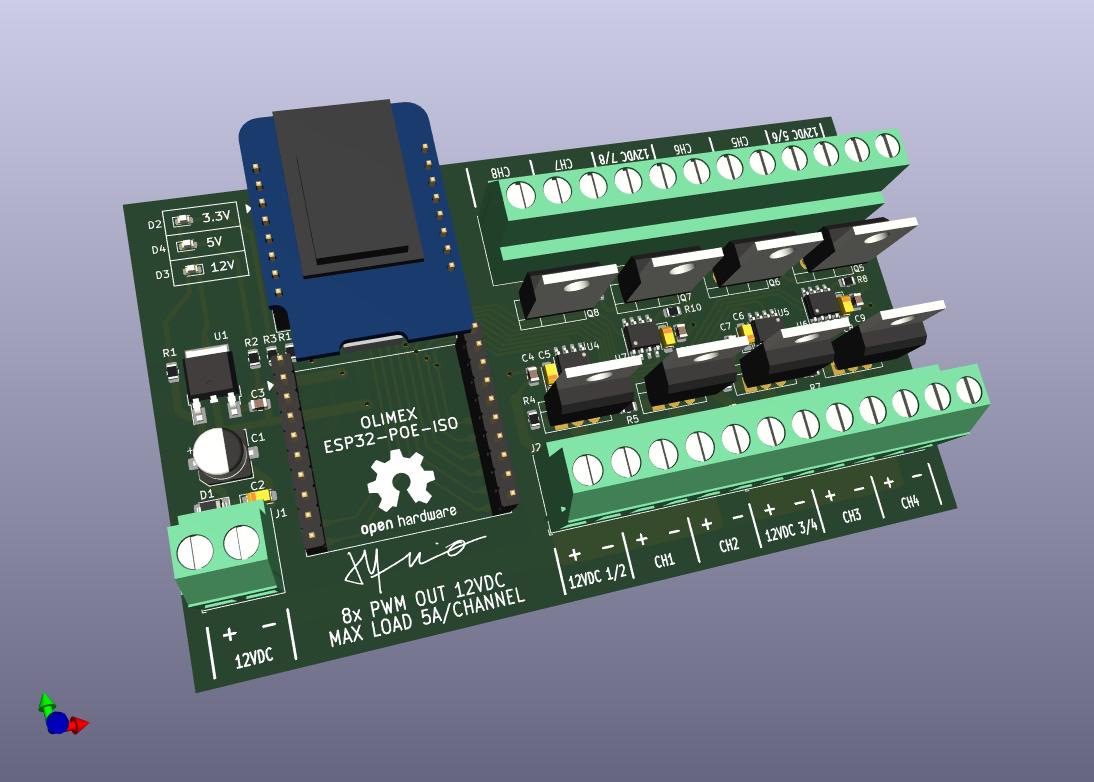 CH8
CH7
12VDC 7/8
CH6
CH5
12VDC 5/6
D2 3.3V
D4 5V
D3 12V
U1
R1
R2 R3
C3
C1
+
D1
C2
J1
Q8
Q7
Q6
Q5
R10
R8
C4 C5 U4
C7 C6 U5
C9
R4
R5
R7
OLIMEX
ESP32-POE-ISO
open hardware
8x PWM OUT 12VDC
MAX LOAD 5A/CHANNEL
+ -
12VDC
+ - + - + - + - + - + -
12VDC 1/2 CH1 CH2 12VDC 3/4 CH3 CH4